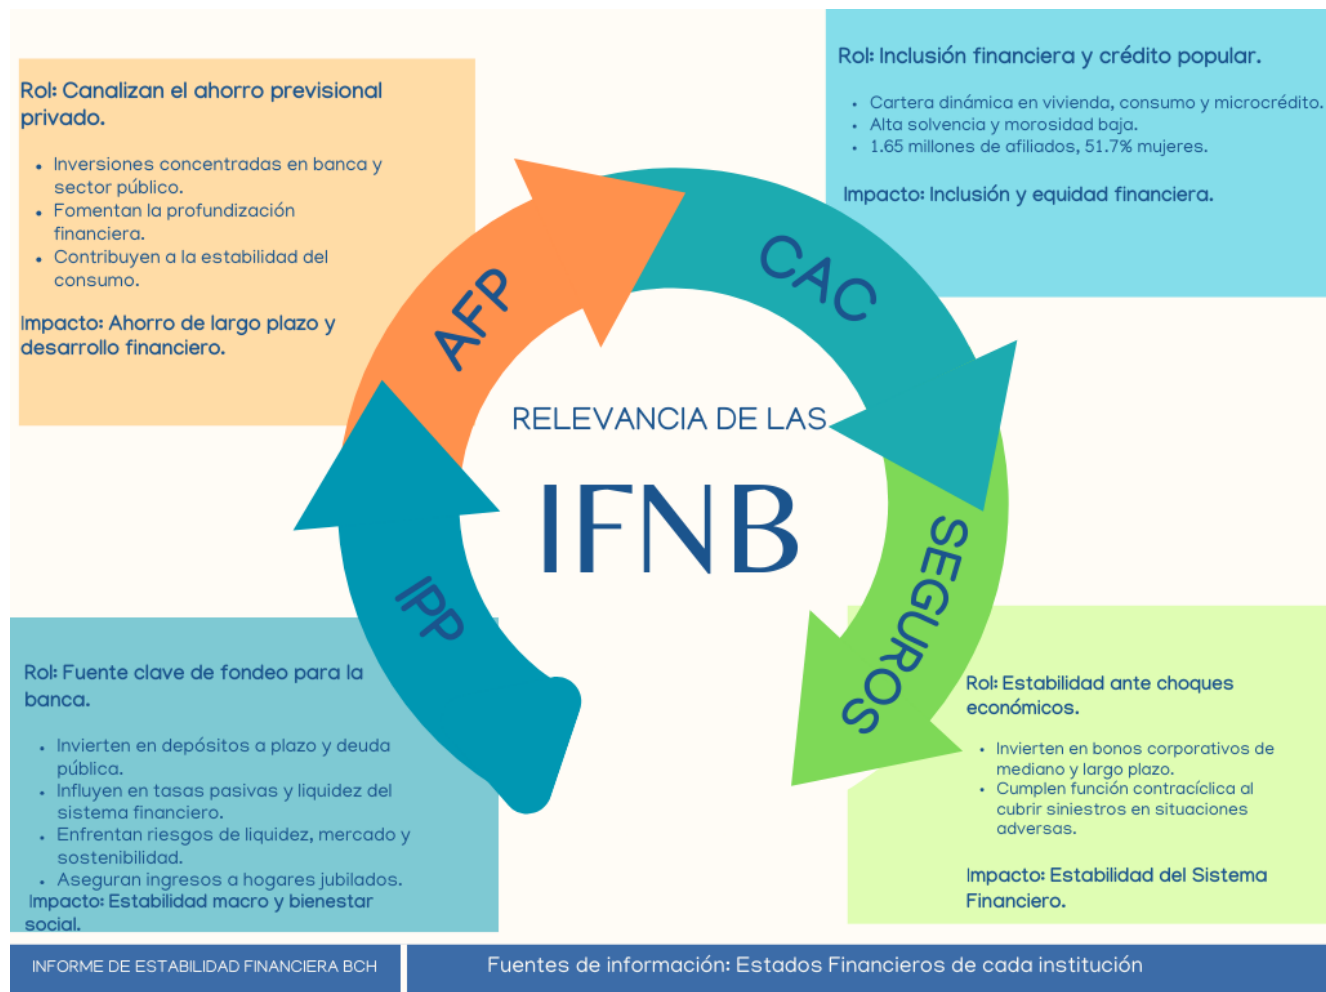 Rol: Canalizan el ahorro previsional
privado.
• Inversiones concentradas en banca y
sector público.
• Fomentan la profundización
financiera.
• Contribuyen a la estabilidad del
consumo.
Impacto: Ahorro de largo plazo y
desarrollo financiero.
Rol: Inclusión financiera y crédito popular.
• Cartera dinámica en vivienda, consumo y microcrédito.
• Alta solvencia y morosidad baja.
• 1.65 millones de afiliados, 51.7% mujeres.
Impacto: Inclusión y equidad financiera.
AFP
CAC
RELEVANCIA DE LAS
IFNB
SEGUROS
IPP
Rol: Fuente clave de fondeo para la
banca.
• Invierten en depósitos a plazo y deuda
pública.
• Influyen en tasas pasivas y liquidez del
sistema financiero.
• Enfrentan riesgos de liquidez, mercado y
sostenibilidad.
• Aseguran ingresos a hogares jubilados.
Impacto: Estabilidad macro y bienestar
social.
Rol: Estabilidad ante choques
económicos.
• Invierten en bonos corporativos de
mediano y largo plazo.
• Cumplen función contracíclica al
cubrir siniestros en situaciones
adversas.
Impacto: Estabilidad del Sistema
Financiero.
INFORME DE ESTABILIDAD FINANCIERA BCH
Fuentes de información: Estados Financieros de cada institución